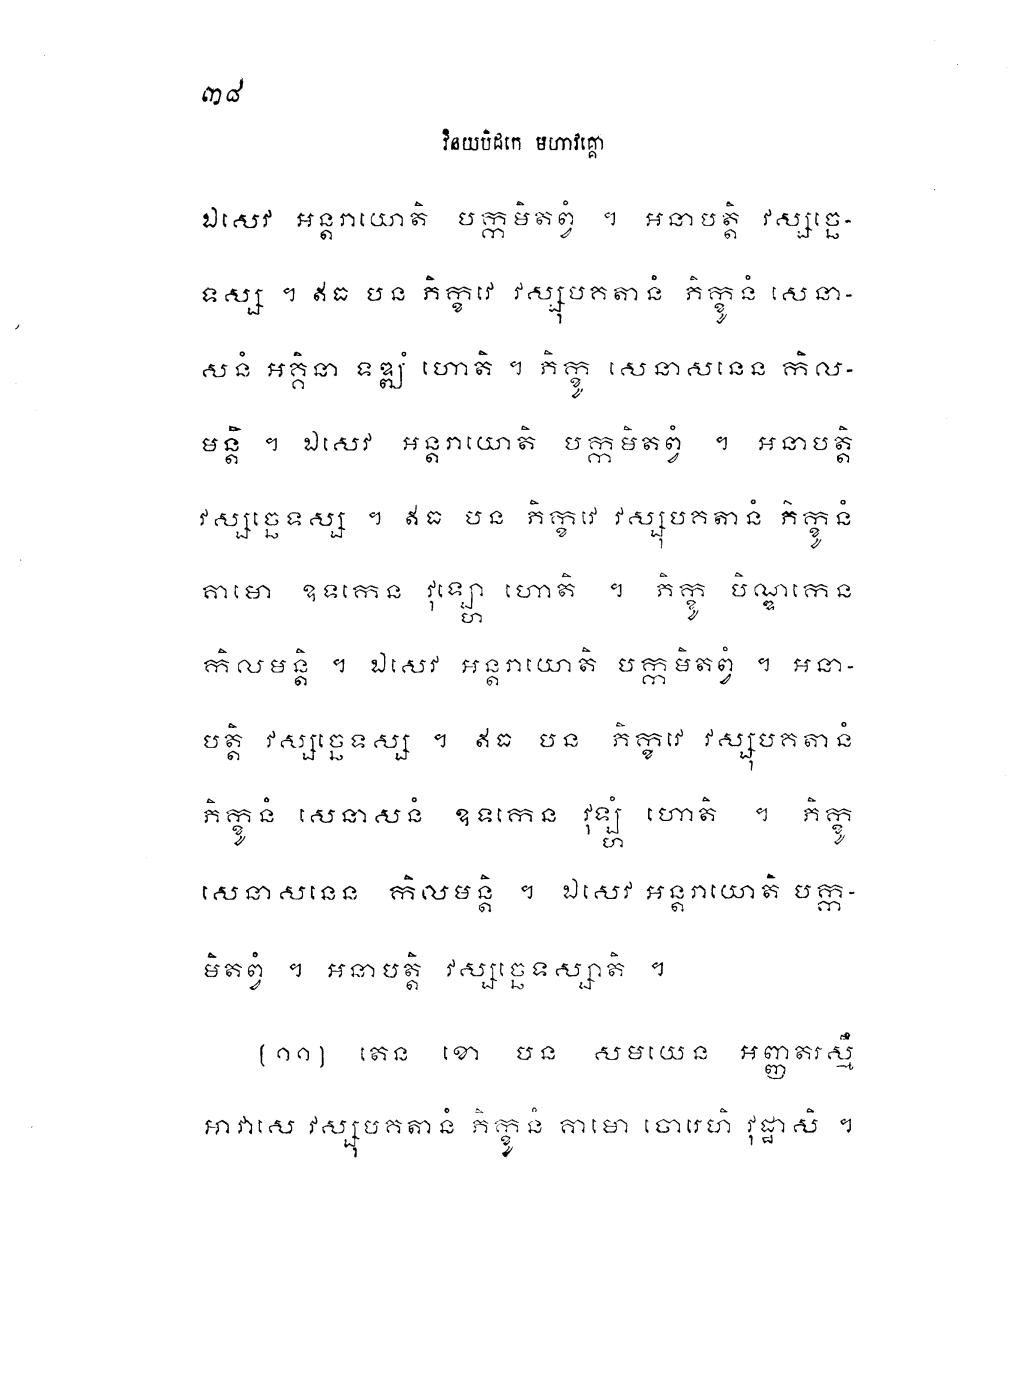 ៣៨
វិនយបិដកេ មហាវគ្គោ
ឯសេវ អន្តរាយោតិ បក្កមិតព្វំ ។ អនាបត្តិ វស្សច្ឆេ-
ទស្ស ។ ឥធ បន ភិក្ខវេ វស្សុបគតានំ ភិក្ខូនំ សេនា-
សនំ អគ្គិនា ទឌ្ឍំ ហោតិ ។ ភិក្ខូ សេនាសនេន កិល-
មន្តិ ។ ឯសេវ អន្តរាយោតិ បក្កមិតព្វំ ។ អនាបត្តិ
វស្សច្ឆេទស្ស ។ ឥធ បន ភិក្ខវេ វស្សុបគតានំ ភិក្ខូនំ
គាមោ ឧទកេន វុឡ្ហោ ហោតិ ។ ភិក្ខូ បិណ្ឌកេន
កិលមន្តិ ។ ឯសេវ អន្តរាយោតិ បក្កមិតព្វំ ។ អនា-
បត្តិ វស្សច្ឆេទស្ស ។ ឥធ បន ភិក្ខវេ វស្សុបគតានំ
ភិក្ខូនំ សេនាសនំ ឧទកេន វុឡ្ហំ ហោតិ ។ ភិក្ខូ
សេនាសនេន កិលមន្តិ ។ ឯសេវ អន្តរាយោតិ បក្ក-
មិតព្វំ ។ អនាបត្តិ វស្សច្ឆេទស្សាតិ ។
(១១) តេន ខោ បន សមយេន អញ្ញតរស្មឹ
អាវាសេ វស្សុបគតានំ ភិក្ខូនំ គាមោ ចោរេហិ វុដ្ឋាសិ ។